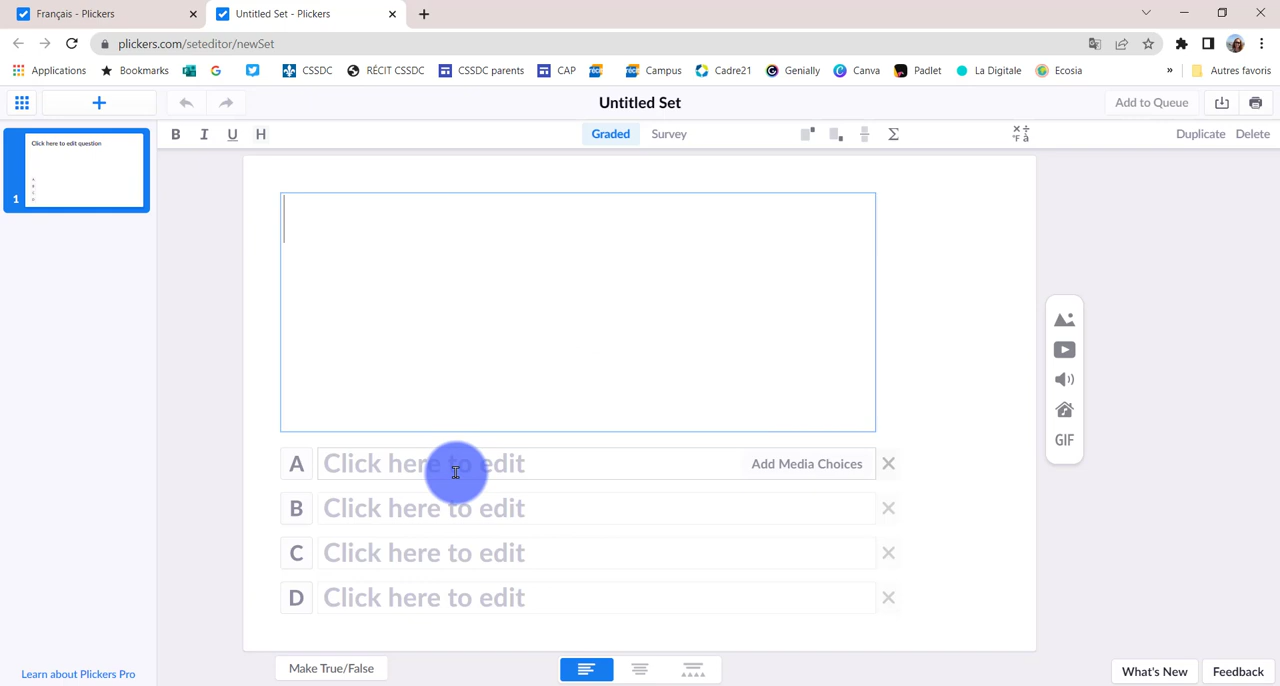 Français - Plickers
Untitled Set - Plickers
plickers.com/seteditor/newSet
Applications
Bookmarks
CSSDC
RÉCIT CSSDC
CSSDC parents
CAP
Campus
Cadre21
Genially
Canva
Padlet
La Digitale
Ecosia
»
Autres favoris
Untitled Set
Add to Queue
B I U H
Graded
Survey
Duplicate
Delete
Click here to edit question
A
B
C
D
1
A Click here to edit
Add Media Choices
B Click here to edit
C Click here to edit
D Click here to edit
GIF
Learn about Plickers Pro
Make True/False
What's New
Feedback